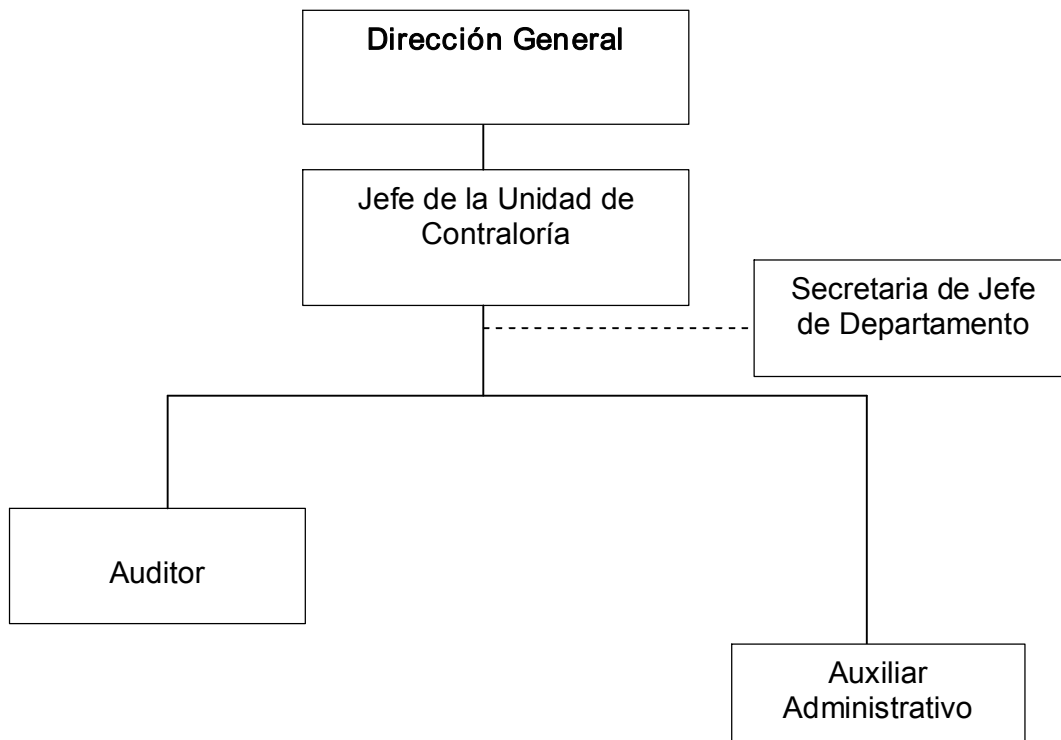 Dirección General
Jefe de la Unidad de
Contraloría
Secretaria de Jefe
de Departamento
Auditor
Auxiliar
Administrativo